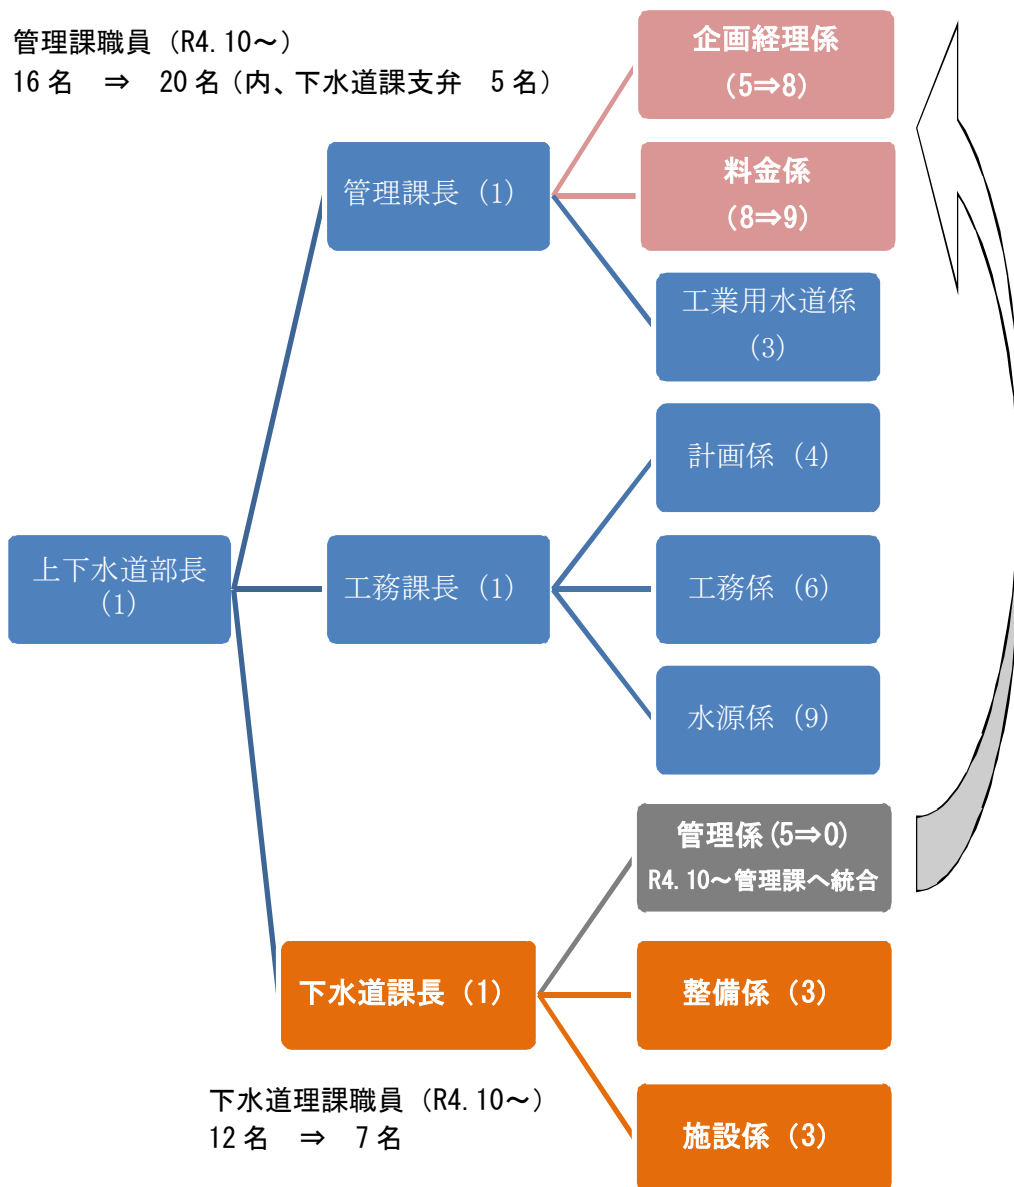 管理課職員（R4.10～）
16名　⇒　20名（内、下水道課支弁　5名）
企画経理係
（5⇒8）
管理課長（1）
料金係
（8⇒9）
工業用水道係
（3）
計画係（4）
上下水道部長
（1）
工務課長（1）
工務係（6）
水源係（9）
管理係(5⇒0)
R4.10～管理課へ統合
下水道課長（1）
整備係（3）
下水道理課職員（R4.10～）
12名　⇒　7名
施設係（3）